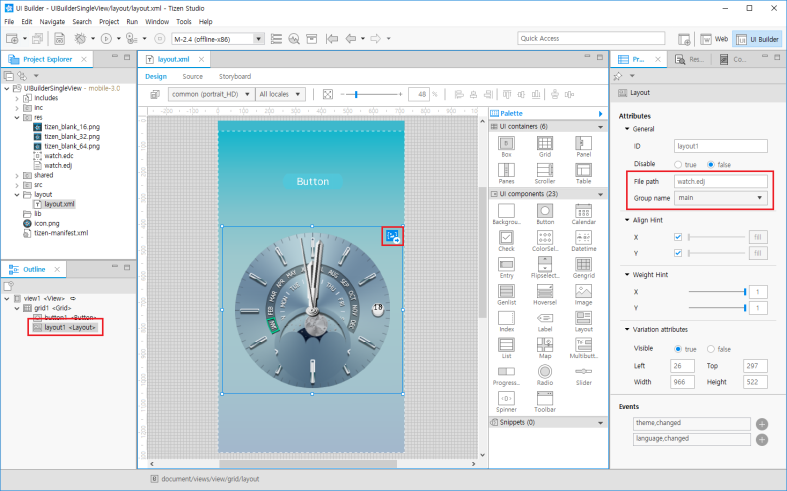 UI Builder - UIBuilderSingleView/layout/layout.xml - Tizen Studio
File Edit Navigate Search Project Run Window Tizen Help
M-2.4 (offline-x86)
Quick Access
Web
UI Builder
Project Explorer
UIBuilderSingleView - mobile-3.0
Includes
inc
res
tizen_blank_16.png
tizen_blank_32.png
tizen_blank_64.png
watch.edc
watch.edj
shared
src
layout
layout.xml
lib
icon.png
tizen-manifest.xml
Outline
view1 <View>
grid1 <Grid>
button1 <Button>
layout1 <Layout>
layout.xml
Design Source Storyboard
common (portrait_HD)
All locales
48 %
Button
18
document/views/view/grid/layout
Palette
UI containers (6)
Box Grid Panel
Panes Scroller Table
UI components (23)
Backgrou... Button Calendar
Check ColorSel... Datetime
Entry Flipselect... Gengrid
Genlist Hoversel Image
Index Label Layout
List Map Multibutt...
Progress... Radio Slider
Spinner Toolbar
Snippets (0)
Pr... Res... Co...
Layout
Attributes
General
ID layout1
Disable true false
File path watch.edj
Group name main
Align Hint
X fill
Y fill
Weight Hint
X 1
Y 1
Variation attributes
Visible true false
Left 26 Top 297
Width 966 Height 522
Events
theme,changed
language,changed